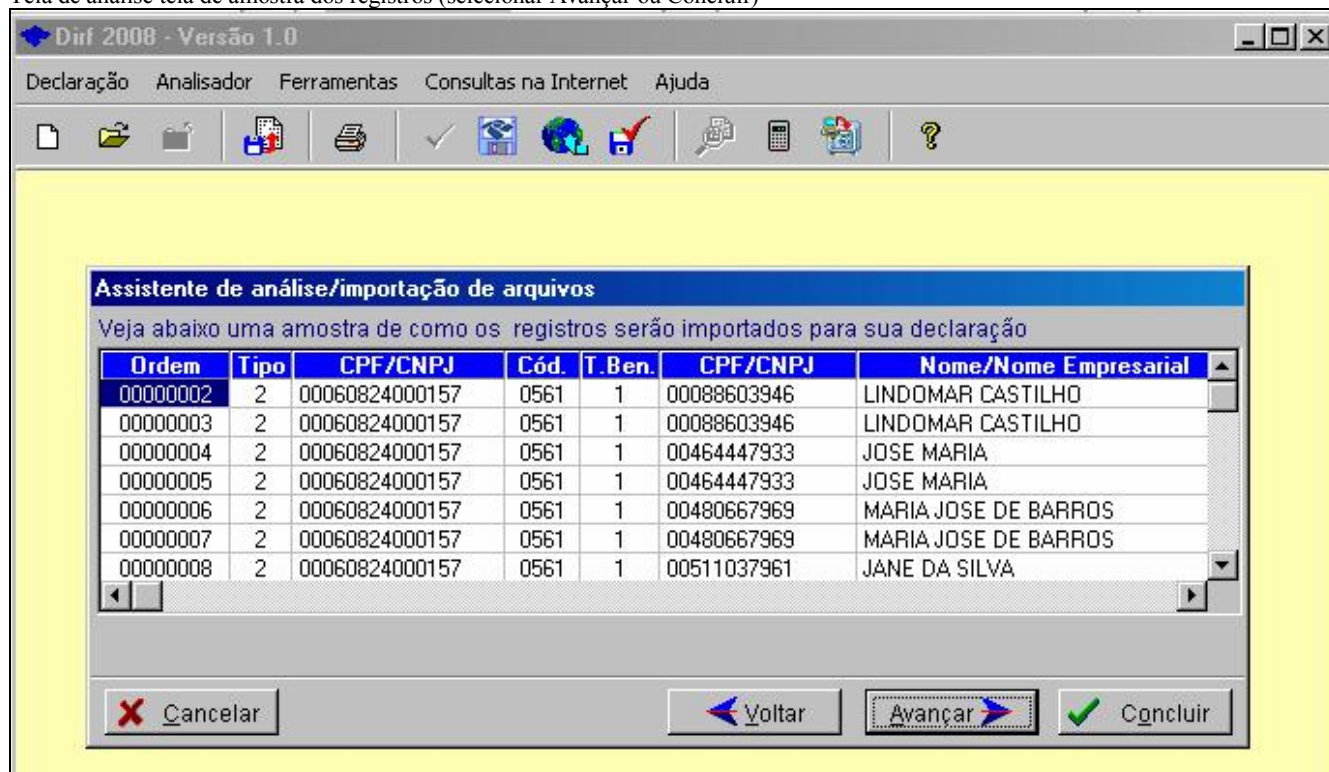 Tela de análise tela de amostra dos registros (selecionar Avançar ou Concluir)
Dirf 2008 - Versão 1.0
Declaração Analisador Ferramentas Consultas na Internet Ajuda
Assistente de análise/importação de arquivos
Veja abaixo uma amostra de como os registros serão importados para sua declaração
Ordem Tipo CPF/CNPJ Cód. T.Ben. CPF/CNPJ Nome/Nome Empresarial
00000002 2 00060824000157 0561 1 00088603946 LINDOMAR CASTILHO
00000003 2 00060824000157 0561 1 00088603946 LINDOMAR CASTILHO
00000004 2 00060824000157 0561 1 00464447933 JOSE MARIA
00000005 2 00060824000157 0561 1 00464447933 JOSE MARIA
00000006 2 00060824000157 0561 1 00480667969 MARIA JOSE DE BARROS
00000007 2 00060824000157 0561 1 00480667969 MARIA JOSE DE BARROS
00000008 2 00060824000157 0561 1 00511037961 JANE DA SILVA
Cancelar Voltar Avançar Concluir